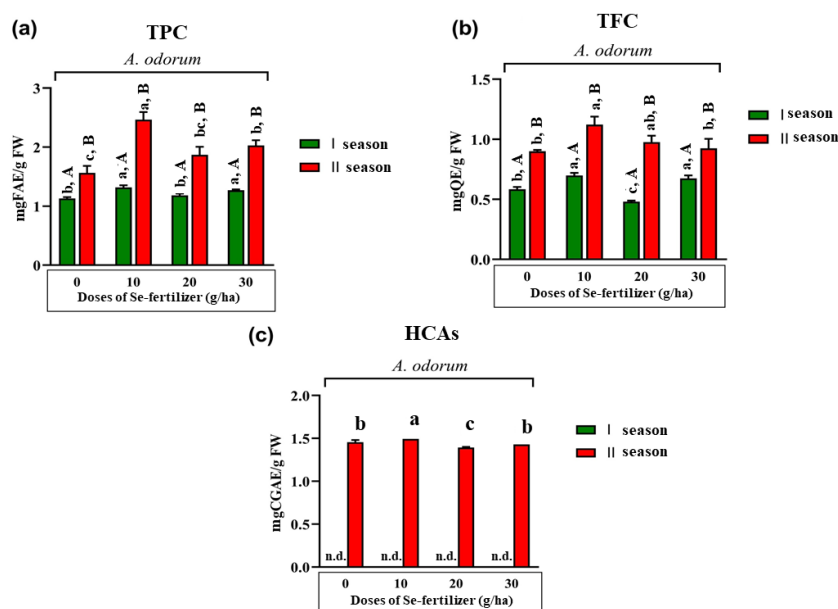 (a)
TPC
A. odorum
mgFAE/g FW
3
2
1
0
b, A
c, B
a, A
a, B
b, A
bc, B
a, A
b, B
I season
II season
0 10 20 30
Doses of Se-fertilizer (g/ha)
(b)
TFC
A. odorum
mgQE/g FW
1.5
1.0
0.5
0.0
b, A
b, B
a, A
a, B
c, A
ab, B
a, A
b, B
I season
II season
0 10 20 30
Doses of Se-fertilizer (g/ha)
(c)
HCAs
A. odorum
mgCGAE/g FW
2.0
1.5
1.0
0.5
0.0
b a c b
n.d. n.d. n.d. n.d.
I season
II season
0 10 20 30
Doses of Se-fertilizer (g/ha)